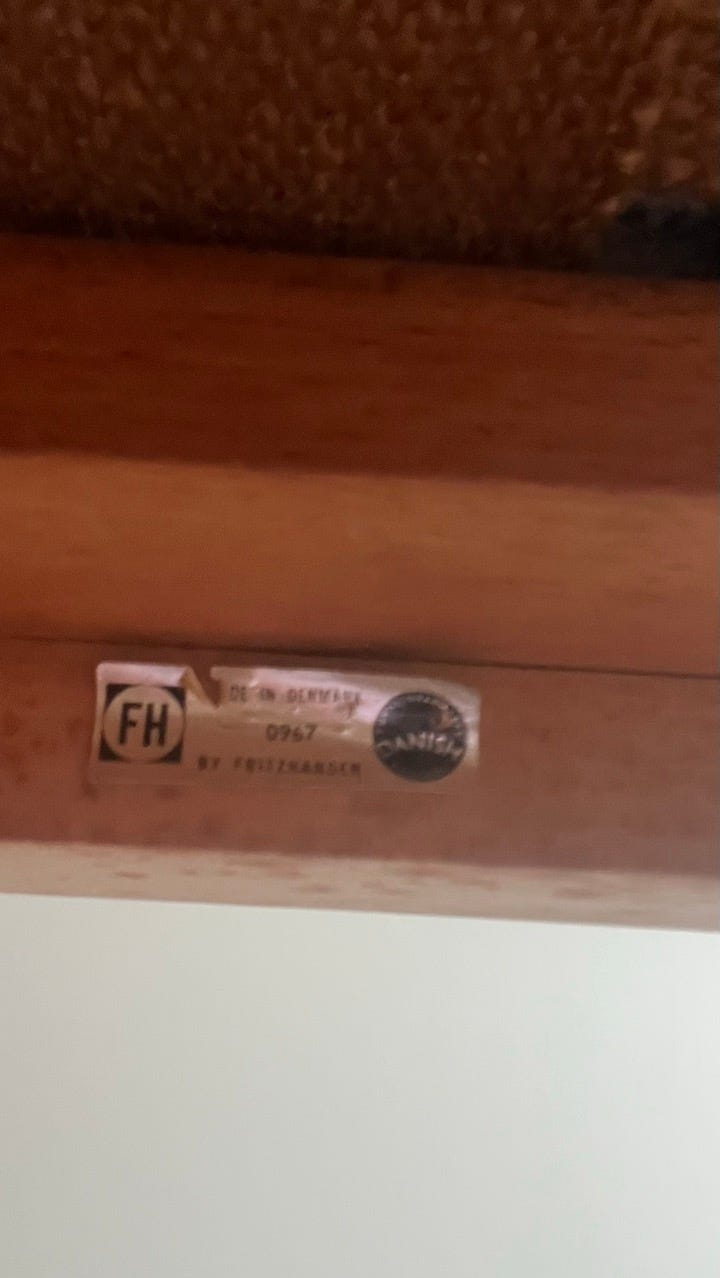 FH
DE IN DENMARK
0967
BY FRITZHANSEN
DANISH